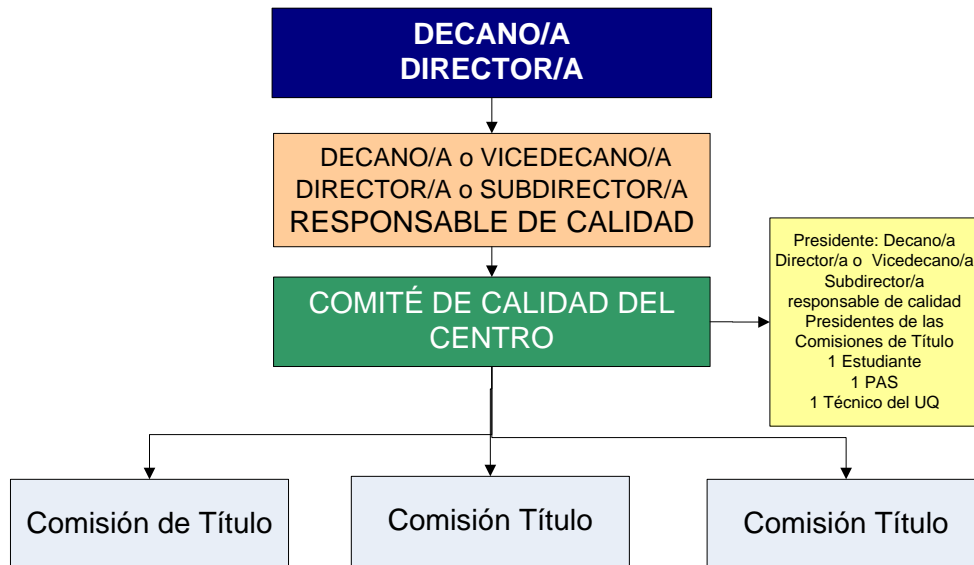 DECANO/A
DIRECTOR/A
DECANO/A o VICEDECANO/A
DIRECTOR/A o SUBDIRECTOR/A
RESPONSABLE DE CALIDAD
COMITÉ DE CALIDAD DEL
CENTRO
Presidente: Decano/a
Director/a o Vicedecano/a
Subdirector/a
responsable de calidad
Presidentes de las
Comisiones de Título
1 Estudiante
1 PAS
1 Técnico del UQ
Comisión de Título
Comisión Título
Comisión Título